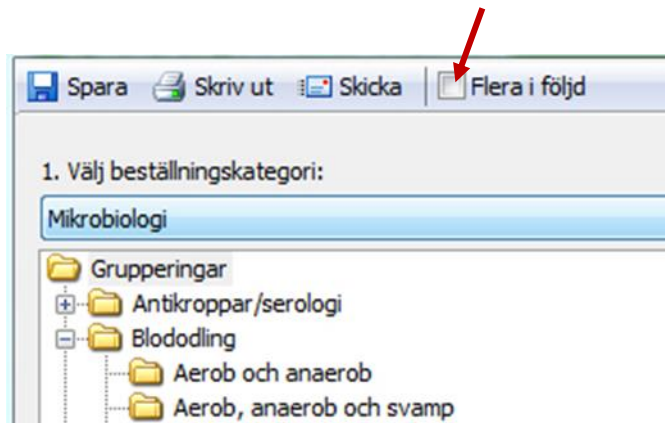 Spara Skriv ut Skicka Flera i följd
1. Välj beställningskategori:
Mikrobiologi
Grupperingar
Antikroppar/serologi
Blododling
Aerob och anaerob
Aerob, anaerob och svamp